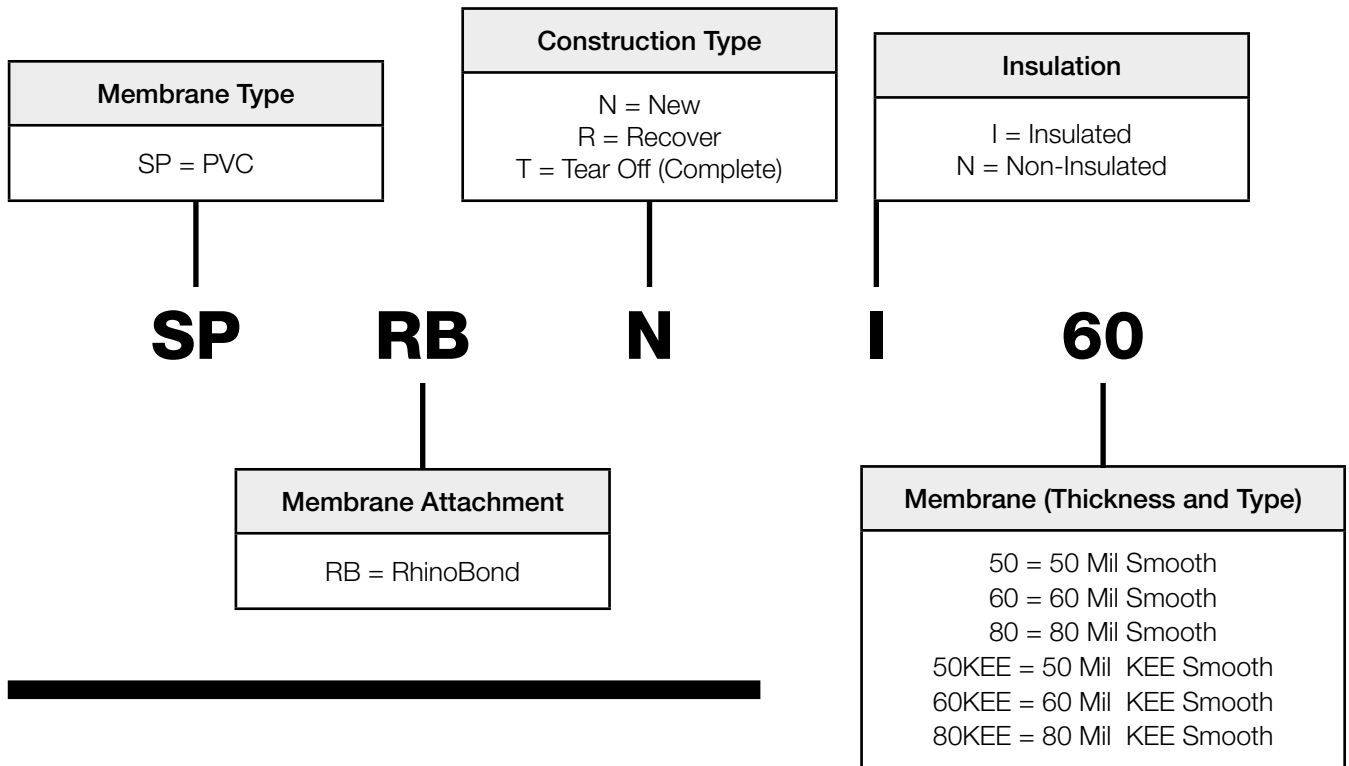 Membrane Type
SP = PVC
Construction Type
N = New
R = Recover
T = Tear Off (Complete)
Insulation
I = Insulated
N = Non-Insulated
SP RB N I 60
Membrane Attachment
RB = RhinoBond
Membrane (Thickness and Type)
50 = 50 Mil Smooth
60 = 60 Mil Smooth
80 = 80 Mil Smooth
50KEE = 50 Mil KEE Smooth
60KEE = 60 Mil KEE Smooth
80KEE = 80 Mil KEE Smooth